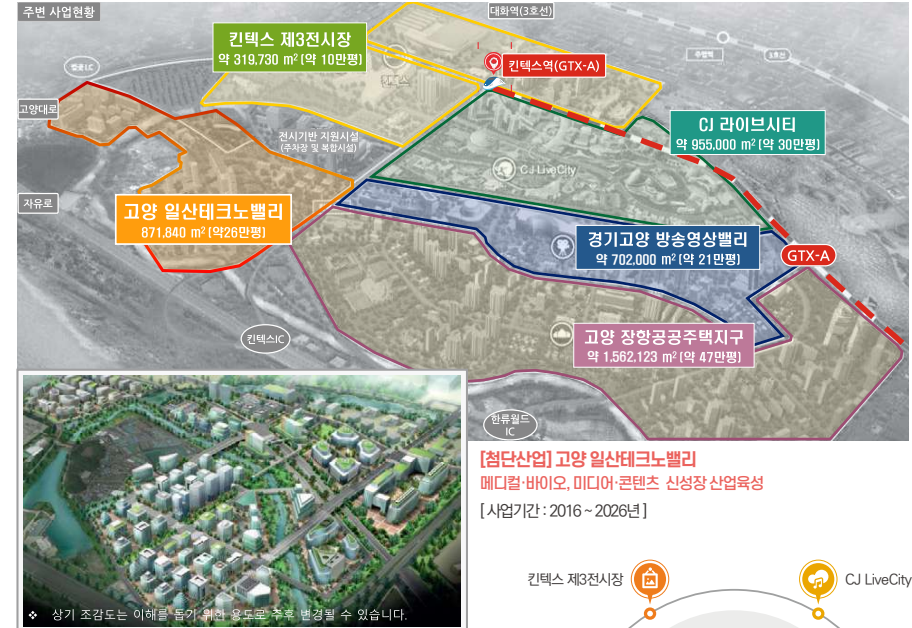 주변 사업현황
대화역(3호선)
킨텍스 제3전시장
약 319,730 m² (약 10만평)
킨텍스역(GTX-A)
주엽역
3호선
킨텍스
고양대로
전시기반 지원시설
(주차장 및 복합시설)
CJ 라이브시티
약 955,000 m² (약 30만평)
CJ LiveCity
자유로
고양 일산테크노밸리
871,840 m² (약26만평)
경기고양 방송영상밸리
약 702,000 m² (약 21만평)
GTX-A
킨텍스IC
고양 장항공공주택지구
약 1,562,123 m² (약 47만평)
한류월드
IC
[첨단산업] 고양 일산테크노밸리
메디컬·바이오, 미디어·콘텐츠 신성장 산업육성
[ 사업기간 : 2016 ~ 2026년 ]
킨텍스 제3전시장
CJ LiveCity
❖ 상기 조감도는 이해를 돕기 위한 용도로 추후 변경될 수 있습니다.